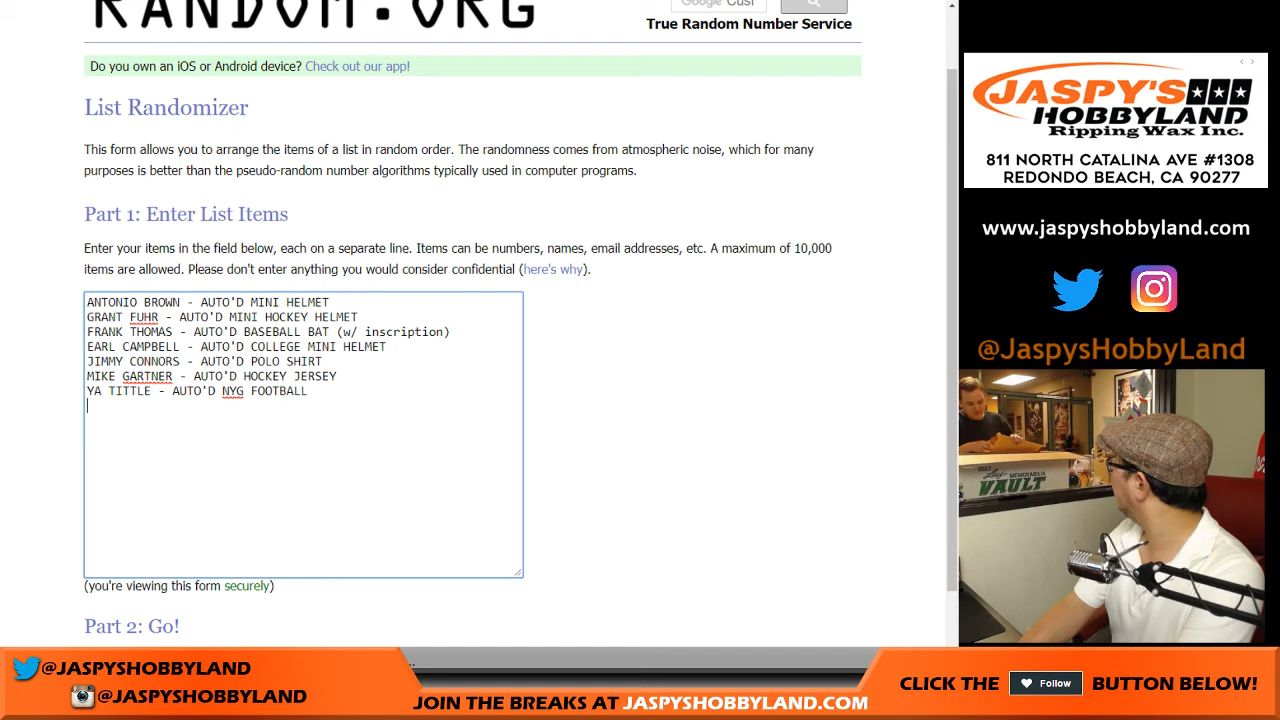 RANDOM.ORG
Google Cust
True Random Number Service
Do you own an iOS or Android device? Check out our app!
List Randomizer
This form allows you to arrange the items of a list in random order. The randomness comes from atmospheric noise, which for many
purposes is better than the pseudo-random number algorithms typically used in computer programs.
Part 1: Enter List Items
Enter your items in the field below, each on a separate line. Items can be numbers, names, email addresses, etc. A maximum of 10,000
items are allowed. Please don't enter anything you would consider confidential (here's why).
ANTONIO BROWN - AUTO'D MINI HELMET
GRANT FUHR - AUTO'D MINI HOCKEY HELMET
FRANK THOMAS - AUTO'D BASEBALL BAT (w/ inscription)
EARL CAMPBELL - AUTO'D COLLEGE MINI HELMET
JIMMY CONNORS - AUTO'D POLO SHIRT
MIKE GARTNER - AUTO'D HOCKEY JERSEY
YA TITTLE - AUTO'D NYG FOOTBALL
(you're viewing this form securely)
Part 2: Go!
JASPY'S
HOBBYLAND
Ripping Wax Inc.
811 NORTH CATALINA AVE #1308
REDONDO BEACH, CA 90277
www.jaspyshobbyland.com
@JaspysHobbyLand
2017 Leaf MEMORABILIA
VAULT
@JASPYSHOBBYLAND
@JASPYSHOBBYLAND
JOIN THE BREAKS AT JASPYSHOBBYLAND.COM
CLICK THE Follow BUTTON BELOW!